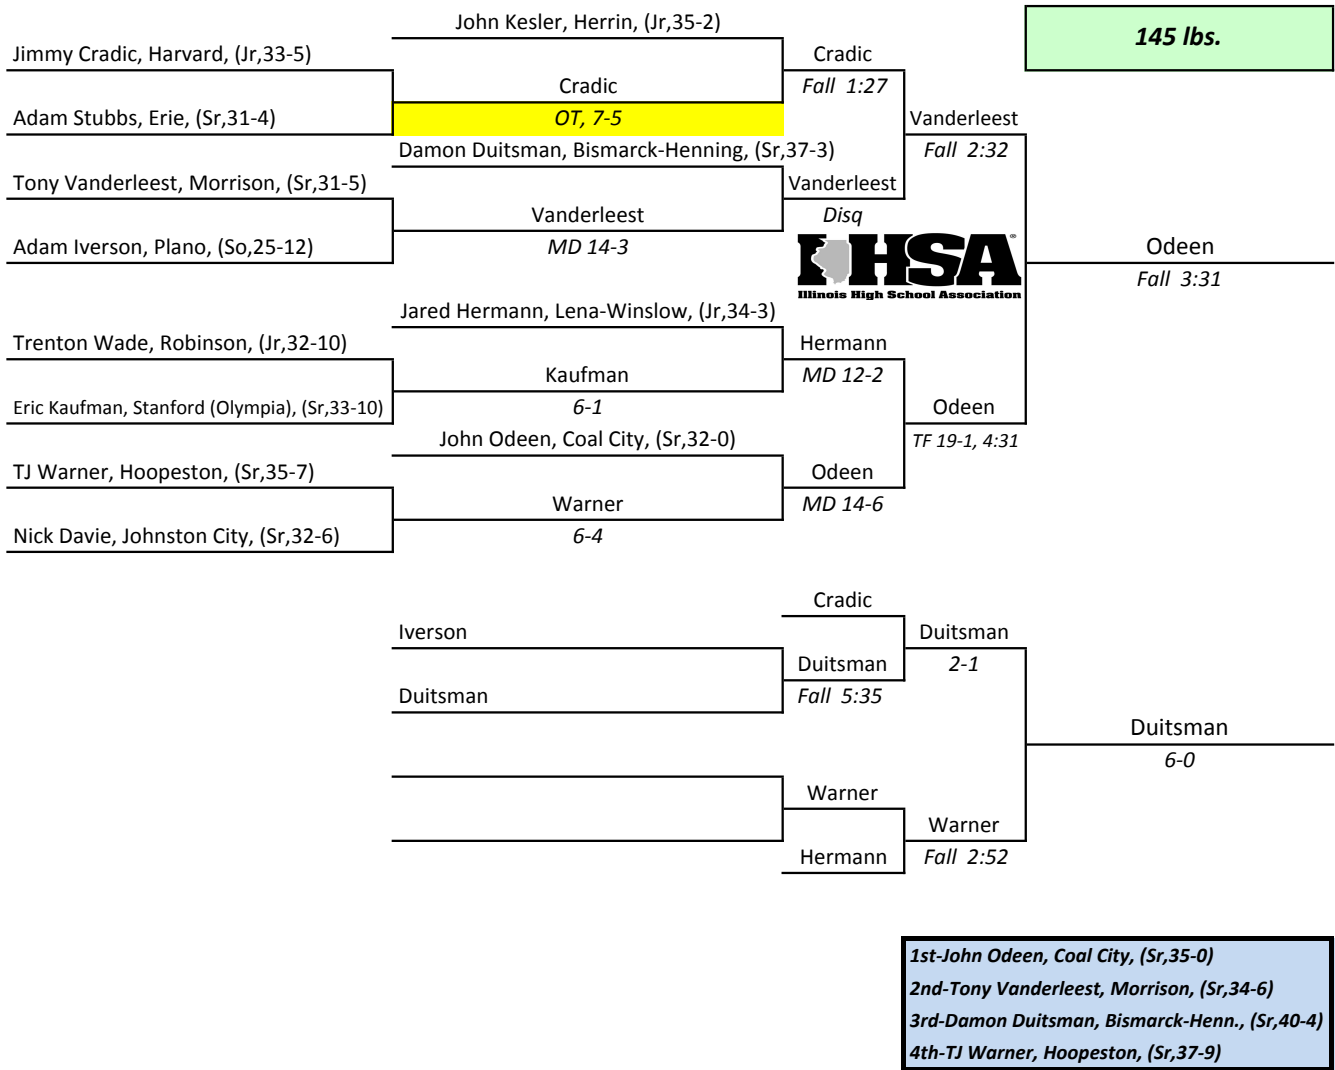 John Kesler, Herrin, (Jr,35-2)
145 lbs.
Jimmy Cradic, Harvard, (Jr,33-5)
Cradic
Cradic
Fall 1:27
Adam Stubbs, Erie, (Sr,31-4)
OT, 7-5
Vanderleest
Damon Duitsman, Bismarck-Henning, (Sr,37-3)
Fall 2:32
Tony Vanderleest, Morrison, (Sr,31-5)
Vanderleest
Vanderleest
Disq
Adam Iverson, Plano, (So,25-12)
MD 14-3
IHSA
Illinois High School Association
Odeen
Fall 3:31
Jared Hermann, Lena-Winslow, (Jr,34-3)
Trenton Wade, Robinson, (Jr,32-10)
Hermann
Kaufman
MD 12-2
Eric Kaufman, Stanford (Olympia), (Sr,33-10)
6-1
Odeen
John Odeen, Coal City, (Sr,32-0)
TF 19-1, 4:31
TJ Warner, Hoopeston, (Sr,35-7)
Odeen
Warner
MD 14-6
Nick Davie, Johnston City, (Sr,32-6)
6-4
Cradic
Iverson
Duitsman
Duitsman
2-1
Duitsman
Fall 5:35
Duitsman
6-0
Warner
Warner
Hermann
Fall 2:52
1st-John Odeen, Coal City, (Sr,35-0)
2nd-Tony Vanderleest, Morrison, (Sr,34-6)
3rd-Damon Duitsman, Bismarck-Henn., (Sr,40-4)
4th-TJ Warner, Hoopeston, (Sr,37-9)